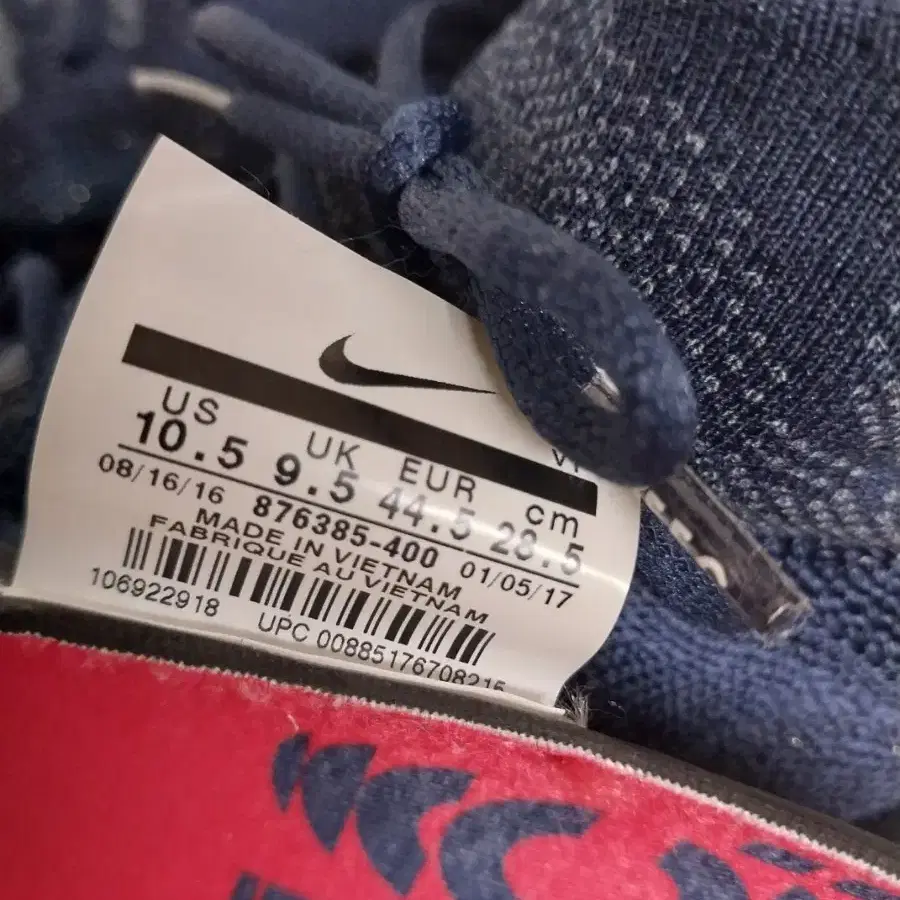 US UK EUR cm
10.5 9.5 44.5 28.5
08/16/16 876385-400 01/05/17
MADE IN VIETNAM
FABRIQUE AU VIETNAM
106922918
UPC 00885176708215